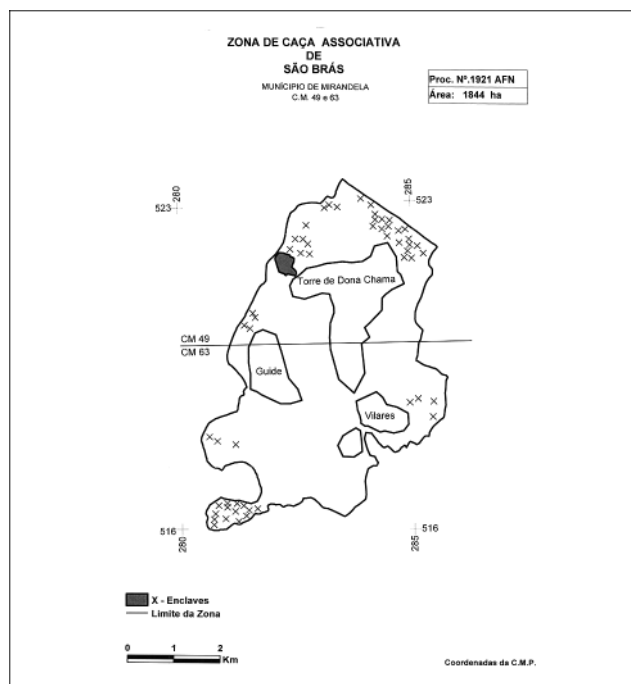 ZONA DE CAÇA ASSOCIATIVA
DE
SÃO BRÁS
MUNÍCIPIO DE MIRANDELA
C.M. 49 e 63
Proc. Nº.1921 AFN
Área: 1844 ha
280
285
523
523
Torre de Dona Chama
CM 49
CM 63
Guide
Vilares
516
516
280
285
X - Enclaves
Limite da Zona
0 1 2
Km
Coordenadas da C.M.P.